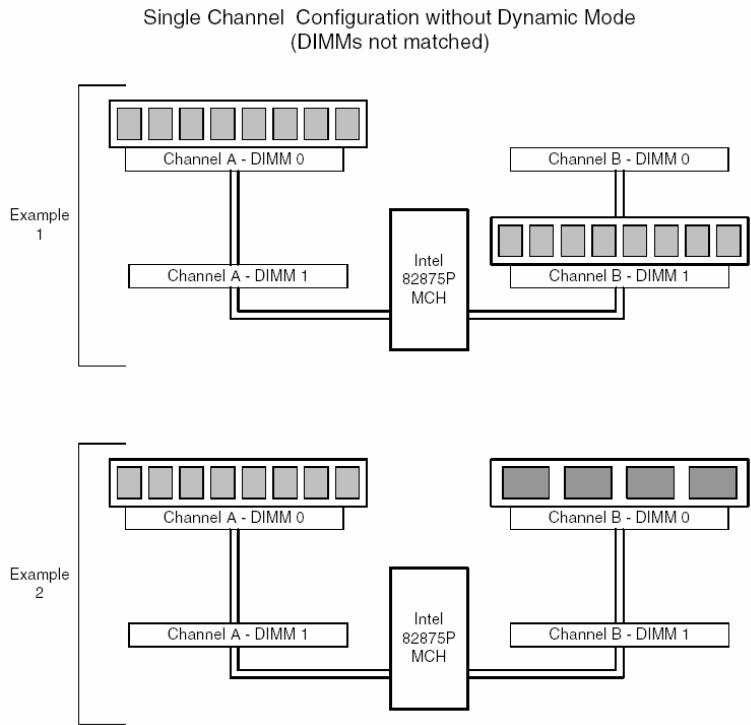 Single Channel Configuration without Dynamic Mode
(DIMMs not matched)
Example
1
Channel A - DIMM 0
Channel B - DIMM 0
Channel A - DIMM 1
Intel
82875P
MCH
Channel B - DIMM 1
Example
2
Channel A - DIMM 0
Channel B - DIMM 0
Channel A - DIMM 1
Intel
82875P
MCH
Channel B - DIMM 1